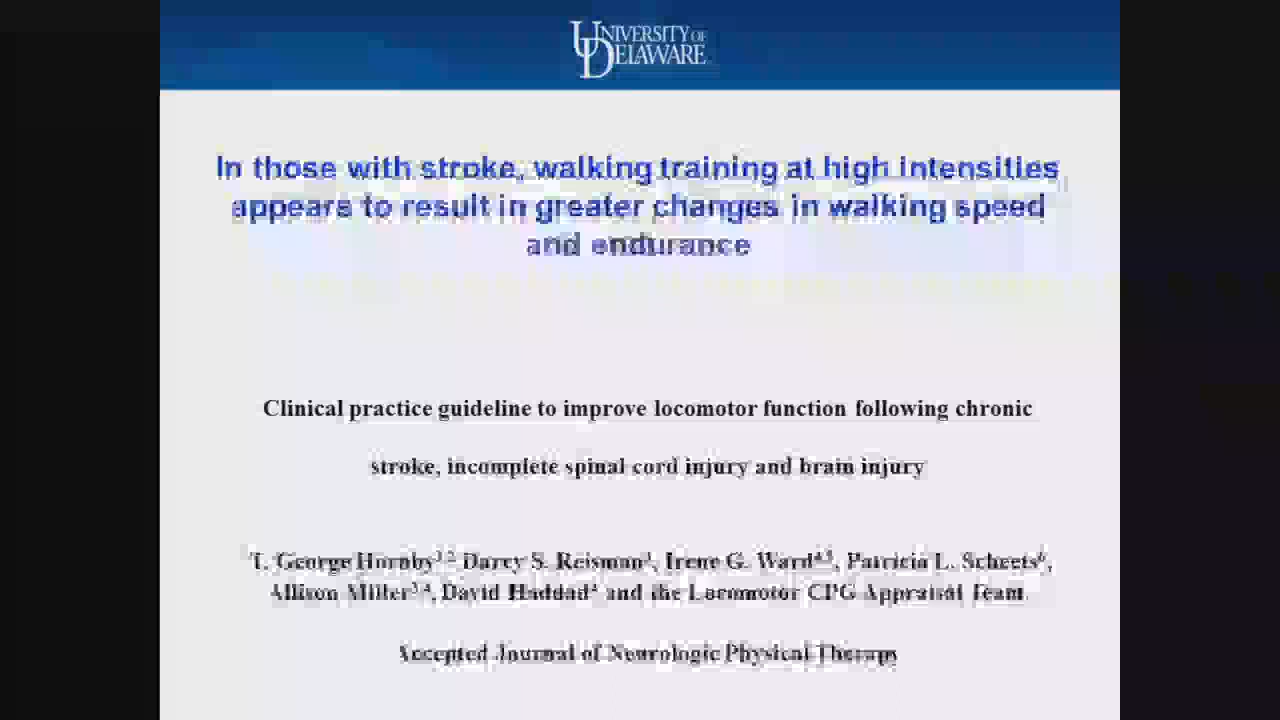 UNIVERSITY OF
DELAWARE
In those with stroke, walking training at high intensities
appears to result in greater changes in walking speed
and endurance
Clinical practice guideline to improve locomotor function following chronic
stroke, incomplete spinal cord injury and brain injury
T. George Hornby Darcy S. Reisman, Irene G. Ward, Patricia L. Scheets,
Allison Miller, David Haddad and the Locomotor CPG Appraisal Team
Accepted Journal of Neurologic Physical Therapy